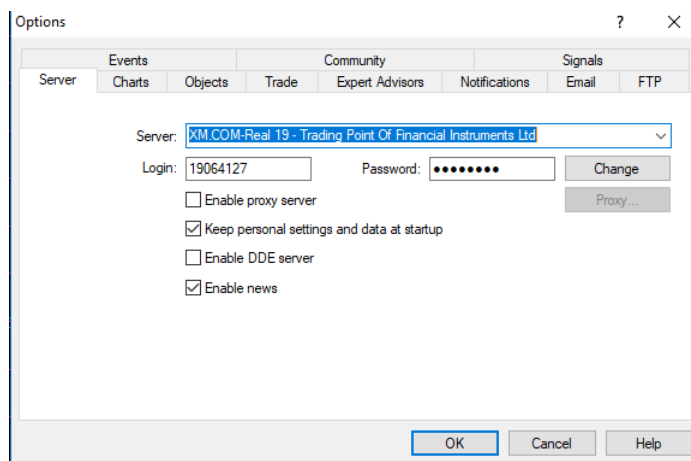 Options ?
Events Community Signals
Server Charts Objects Trade Expert Advisors Notifications Email FTP
Server: XM.COM-Real 19 - Trading Point Of Financial Instruments Ltd
Login: 19064127 Password: •••••••• Change
Enable proxy server Proxy...
Keep personal settings and data at startup
Enable DDE server
Enable news
OK Cancel Help